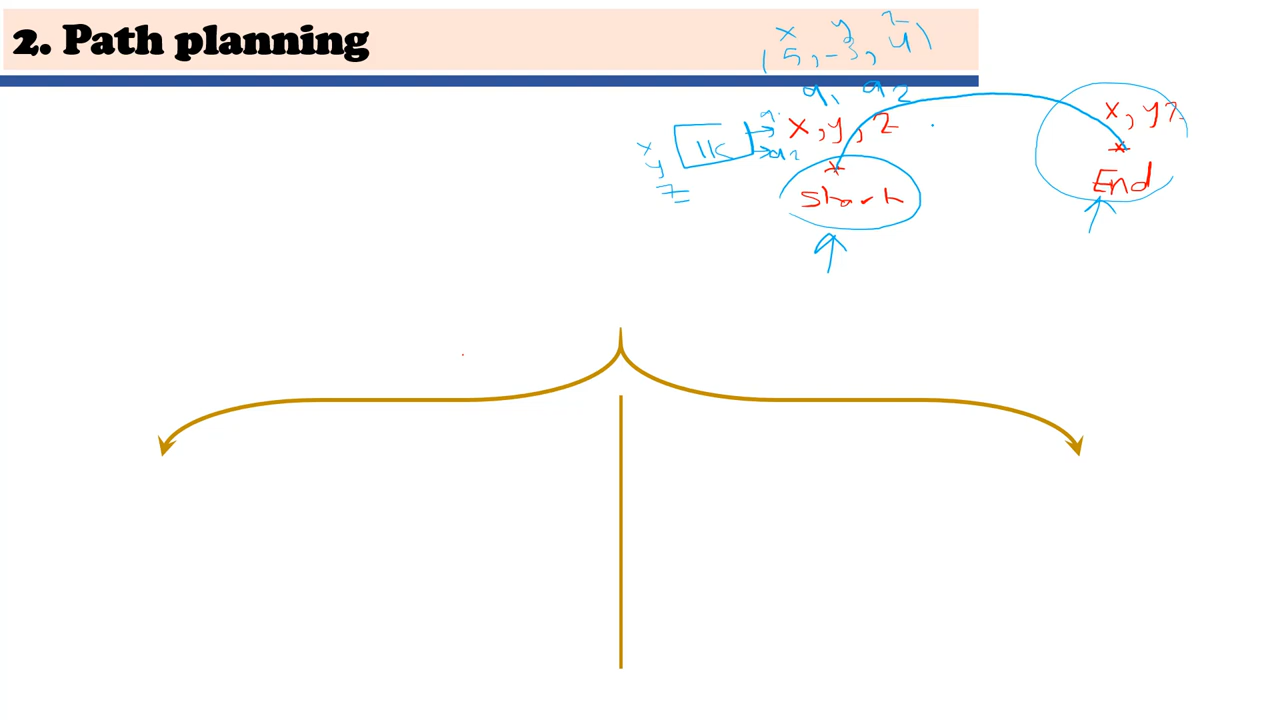 2. Path planning
x y z
(5, -3, 4)
q1 q2
x, y, z
x
y
z
IK
q1
q2
Start
x, y z
End